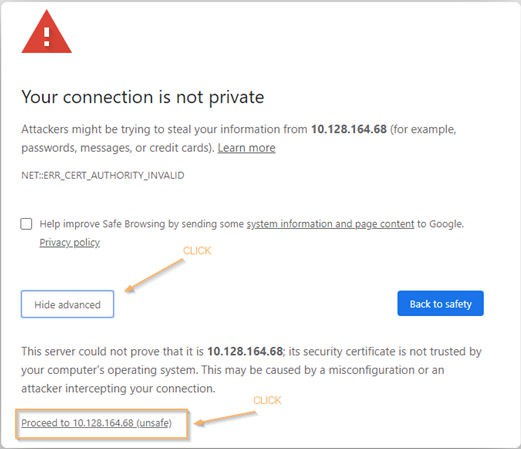 Your connection is not private
Attackers might be trying to steal your information from 10.128.164.68 (for example,
passwords, messages, or credit cards). Learn more
NET::ERR_CERT_AUTHORITY_INVALID
Help improve Safe Browsing by sending some system information and page content to Google.
Privacy policy
CLICK
Hide advanced
Back to safety
This server could not prove that it is 10.128.164.68; its security certificate is not trusted by
your computer's operating system. This may be caused by a misconfiguration or an
attacker intercepting your connection.
CLICK
Proceed to 10.128.164.68 (unsafe)